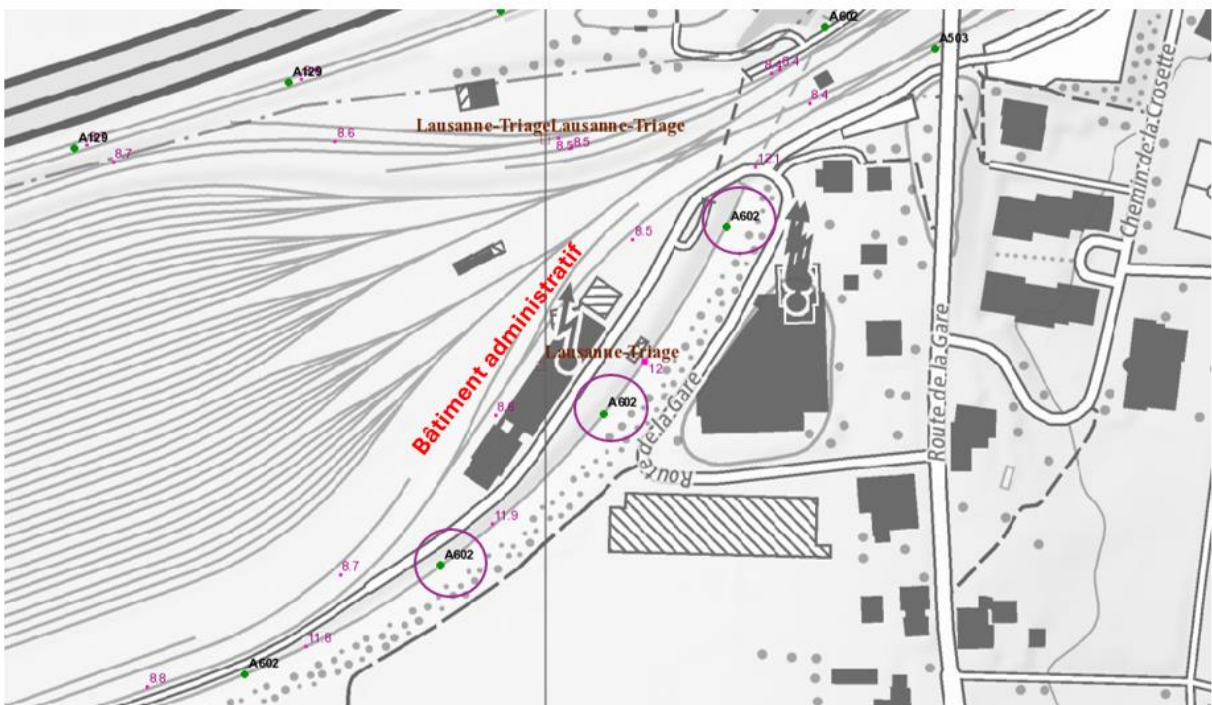 A602
A503
8.4
8.4
A129
8.4
A129
8.6
Lausanne-TriageLausanne-Triage
8.5
8.5
8.7
12.1
A602
8.5
Chemin de la Crosette
Bâtiment administratif
Lausanne-Triage
12
A602
Route de la Gare
Route de la Gare
11.9
A602
8.7
11.8
A602
8.8